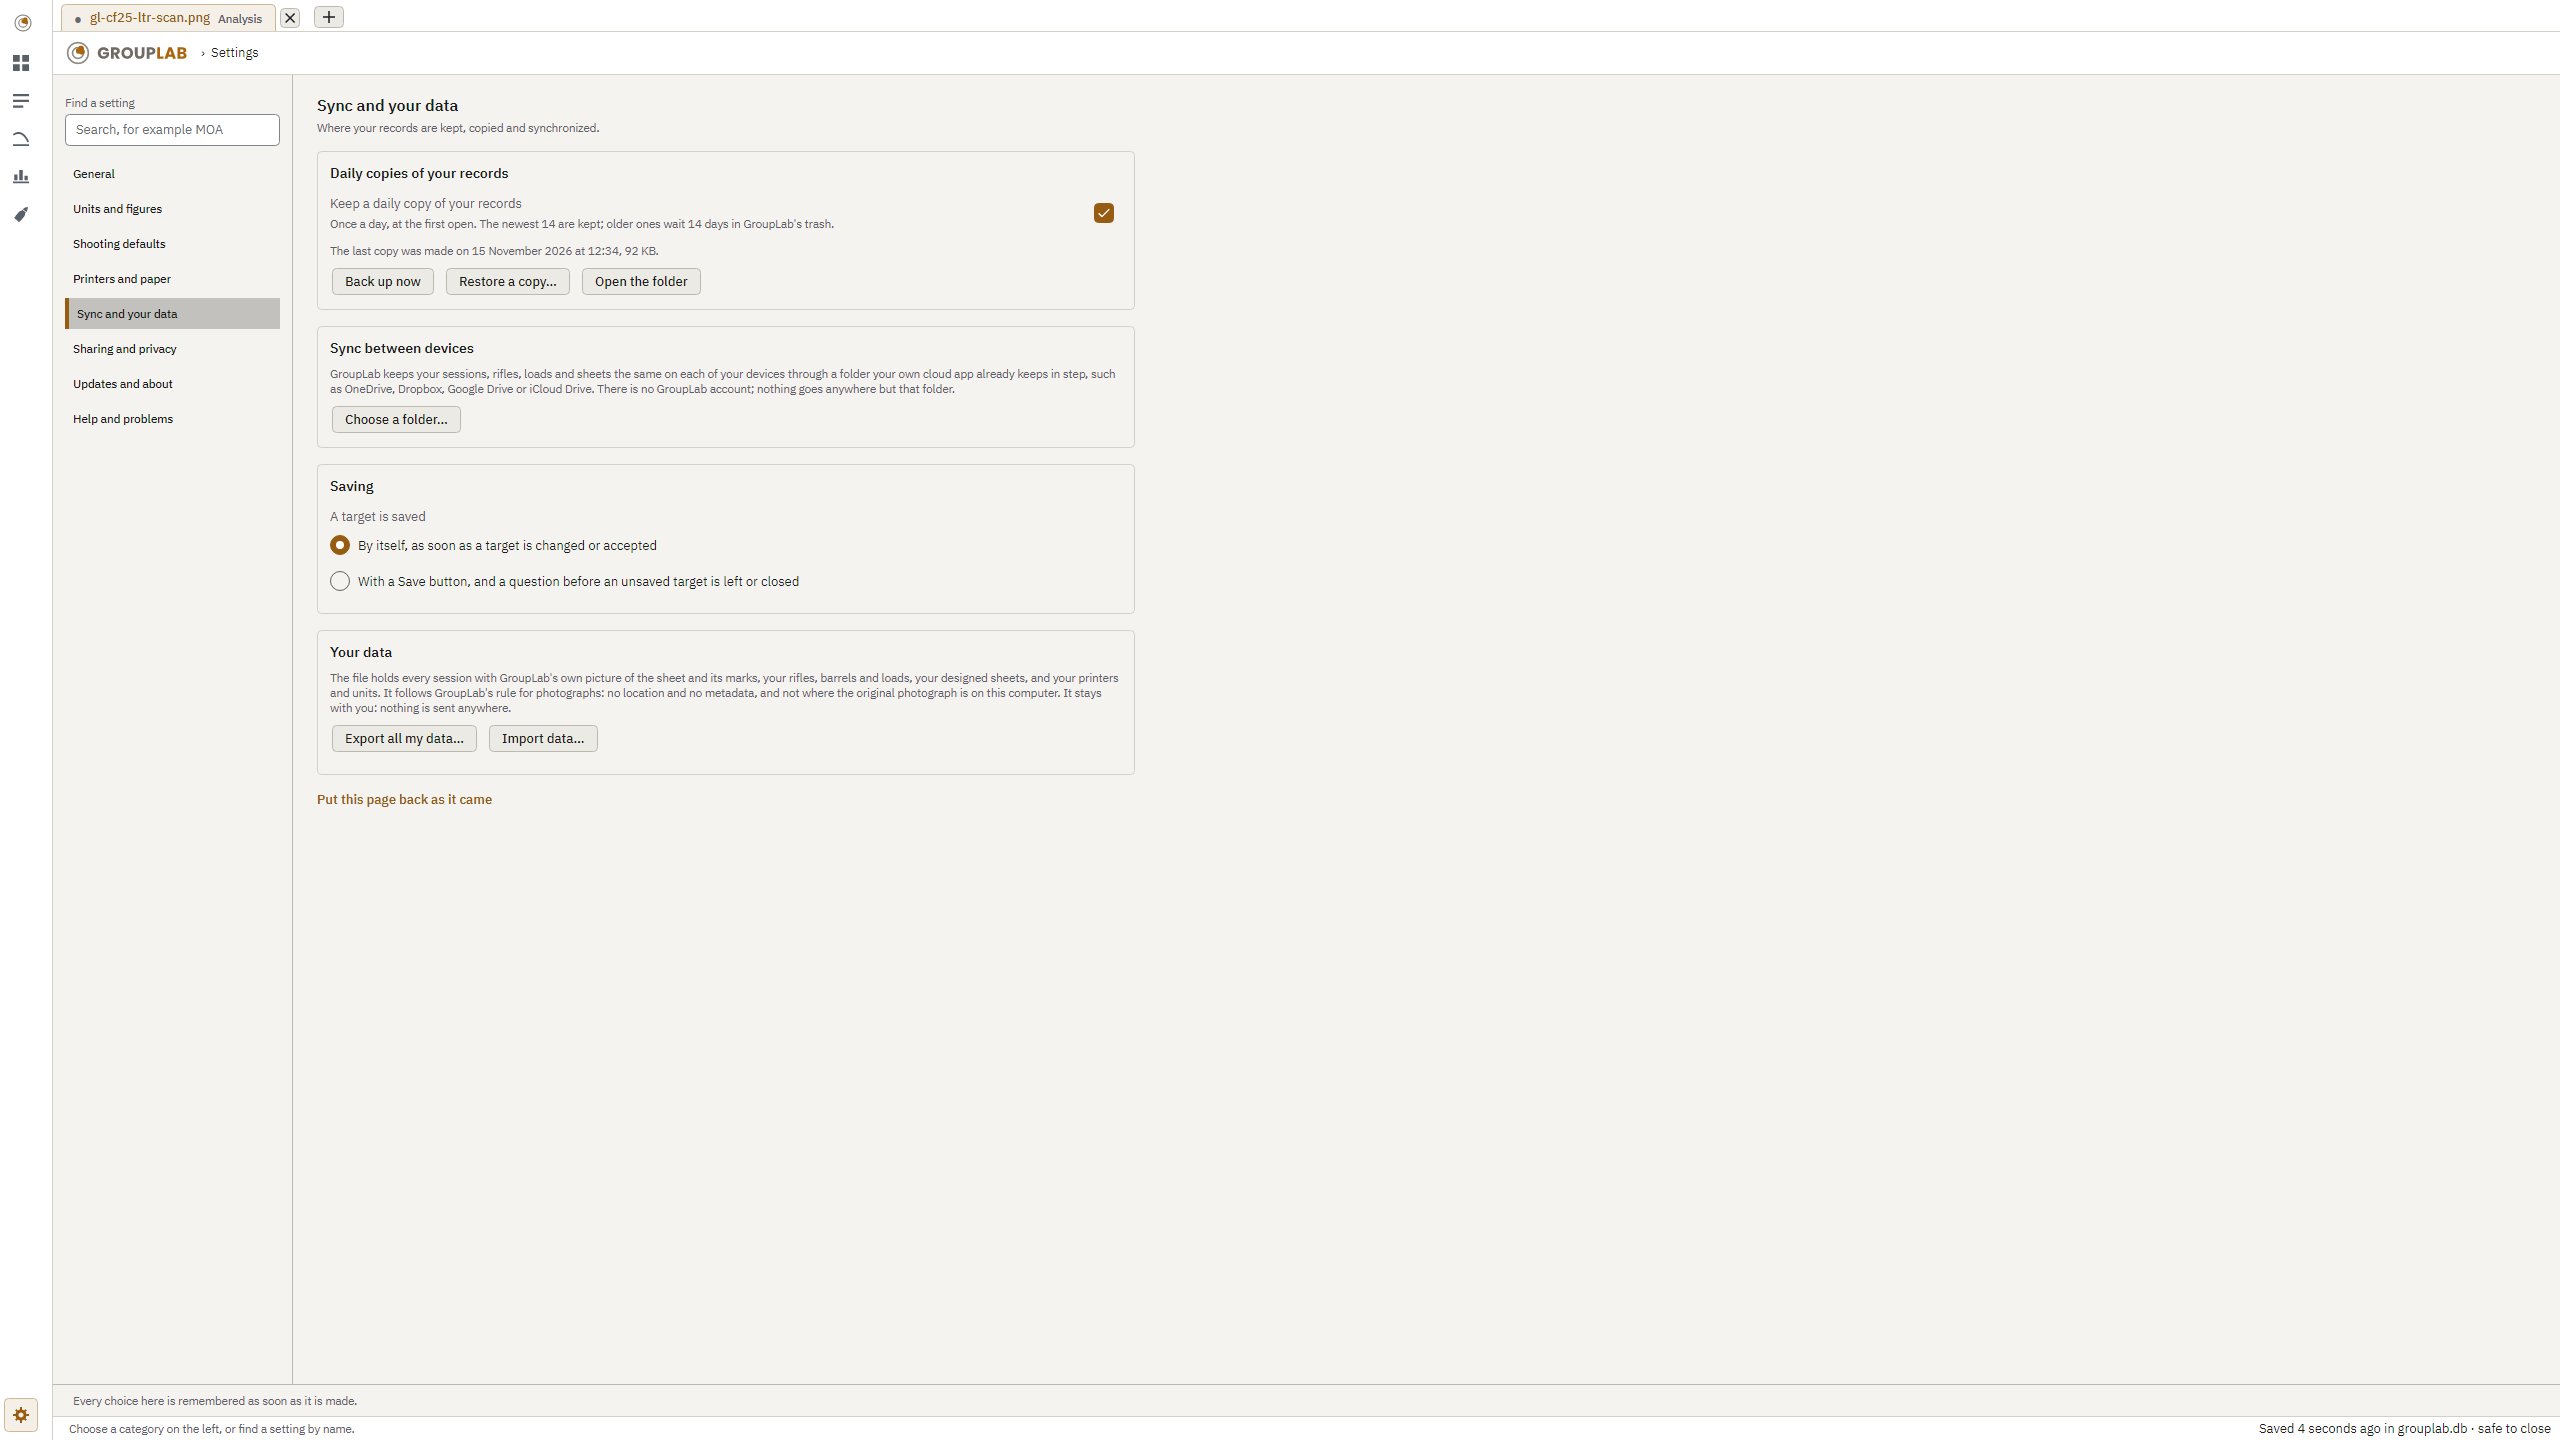 gl-cf25-ltr-scan.png Analysis
GROUPLAB › Settings
Find a setting
Search, for example MOA
General
Units and figures
Shooting defaults
Printers and paper
Sync and your data
Sharing and privacy
Updates and about
Help and problems
Sync and your data
Where your records are kept, copied and synchronized.
Daily copies of your records
Keep a daily copy of your records
Once a day, at the first open. The newest 14 are kept; older ones wait 14 days in GroupLab's trash.
The last copy was made on 15 November 2026 at 12:34, 92 KB.
Back up now Restore a copy... Open the folder
Sync between devices
GroupLab keeps your sessions, rifles, loads and sheets the same on each of your devices through a folder your own cloud app already keeps in step, such
as OneDrive, Dropbox, Google Drive or iCloud Drive. There is no GroupLab account; nothing goes anywhere but that folder.
Choose a folder...
Saving
A target is saved
By itself, as soon as a target is changed or accepted
With a Save button, and a question before an unsaved target is left or closed
Your data
The file holds every session with GroupLab's own picture of the sheet and its marks, your rifles, barrels and loads, your designed sheets, and your printers
and units. It follows GroupLab's rule for photographs: no location and no metadata, and not where the original photograph is on this computer. It stays
with you: nothing is sent anywhere.
Export all my data... Import data...
Put this page back as it came
Every choice here is remembered as soon as it is made.
Choose a category on the left, or find a setting by name.
Saved 4 seconds ago in grouplab.db · safe to close